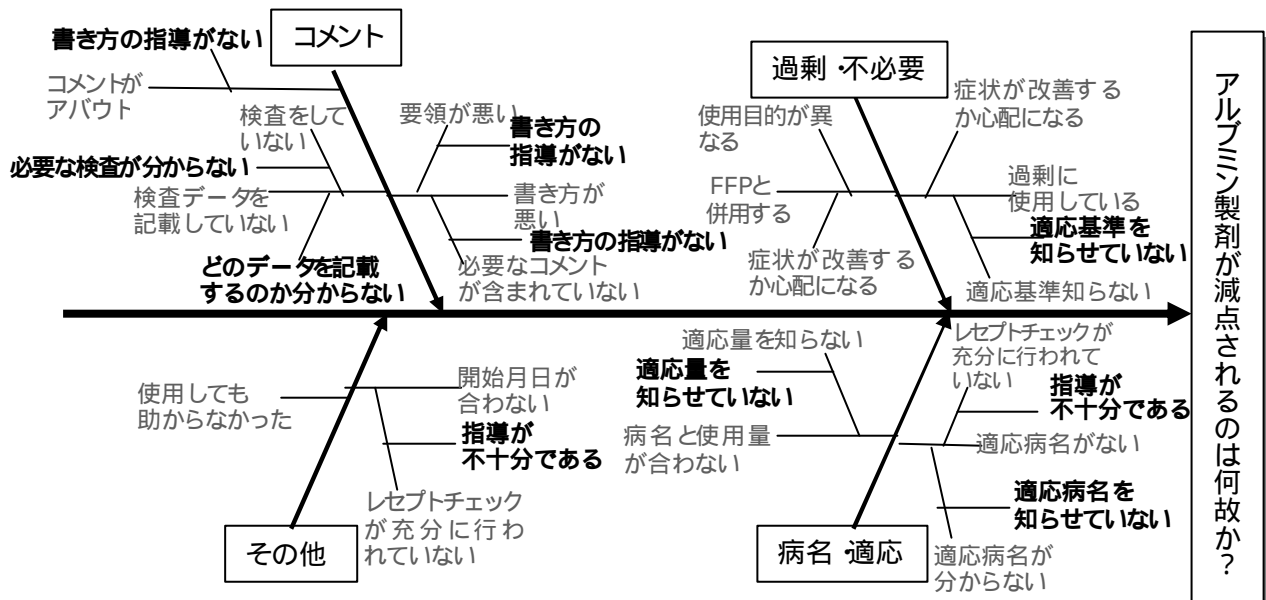 書き方の指導がない
コメント
コメントが
アバウト
検査をして
いない
必要な検査が分からない
検査データを
記載していない
どのデータを記載
するのか分からない
要領が悪い
書き方の
指導がない
書き方が
悪い
書き方の指導がない
必要なコメント
が含まれていない
過剰・不必要
使用目的が異
なる
FFPと
併用する
症状が改善する
か心配になる
症状が改善する
か心配になる
過剰に
使用している
適応基準を
知らせていない
適応基準知らない
アルブミン製剤が減点されるのは何故か?
使用しても
助からなかった
開始月日が
合わない
指導が
不十分である
レセプトチェック
が充分に行わ
れていない
その他
適応量を知らない
適応量を
知らせていない
病名と使用量
が合わない
レセプトチェックが
充分に行われて
いない
指導が
不十分である
適応病名がない
適応病名を
知らせていない
適応病名が
分からない
病名・適応